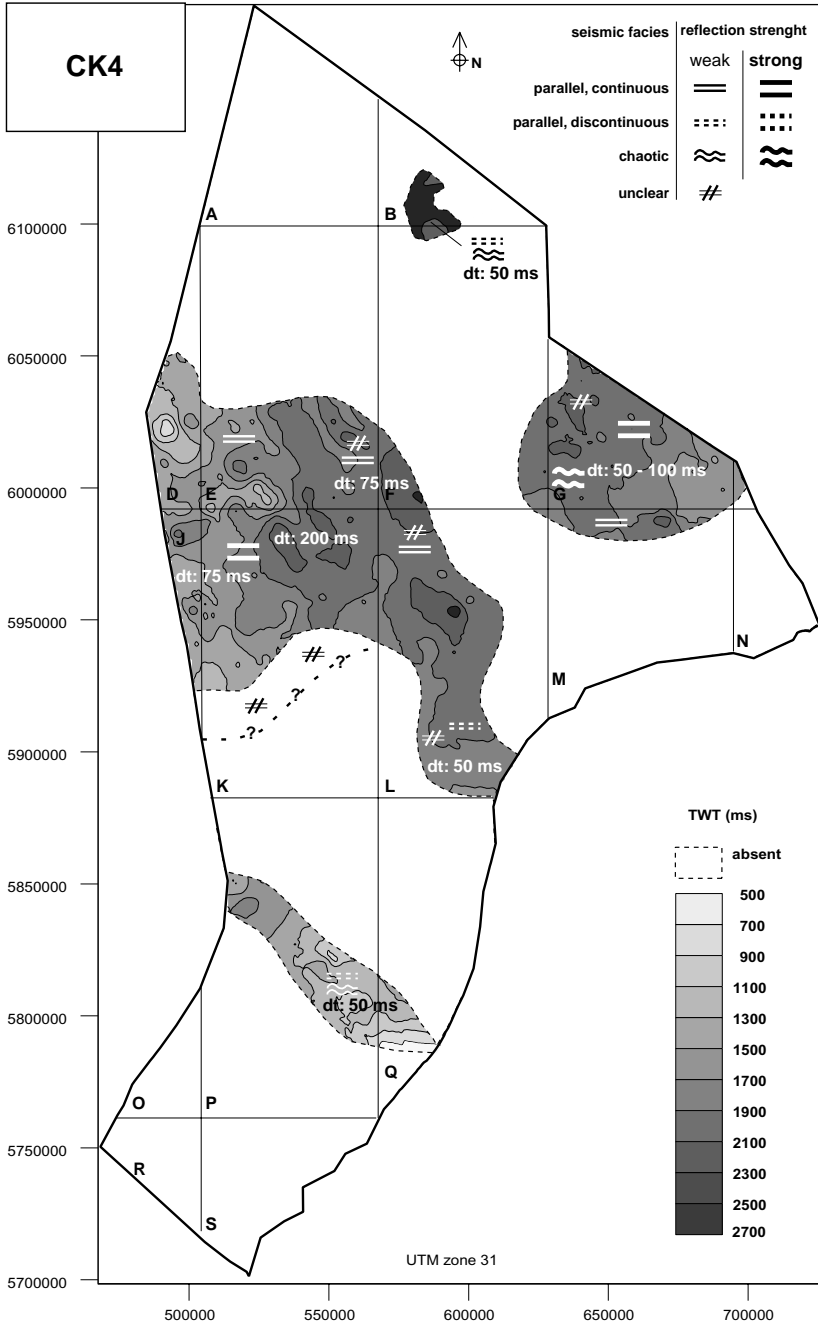 CK4
N
seismic facies reflection strenght
weak strong
parallel, continuous
parallel, discontinuous
chaotic
unclear
A B
6100000
dt: 50 ms
6050000
dt: 50 - 100 ms
dt: 75 ms
6000000 D E F G
J dt: 200 ms
dt: 75 ms
5950000
N
?
M
?
?
5900000
dt: 50 ms
K L
TWT (ms)
absent
5850000
500
700
900
1100
1300
1500
1700
1900
2100
2300
2500
2700
dt: 50 ms
5800000
Q
O P
5750000
R
S
UTM zone 31
5700000
500000 550000 600000 650000 700000